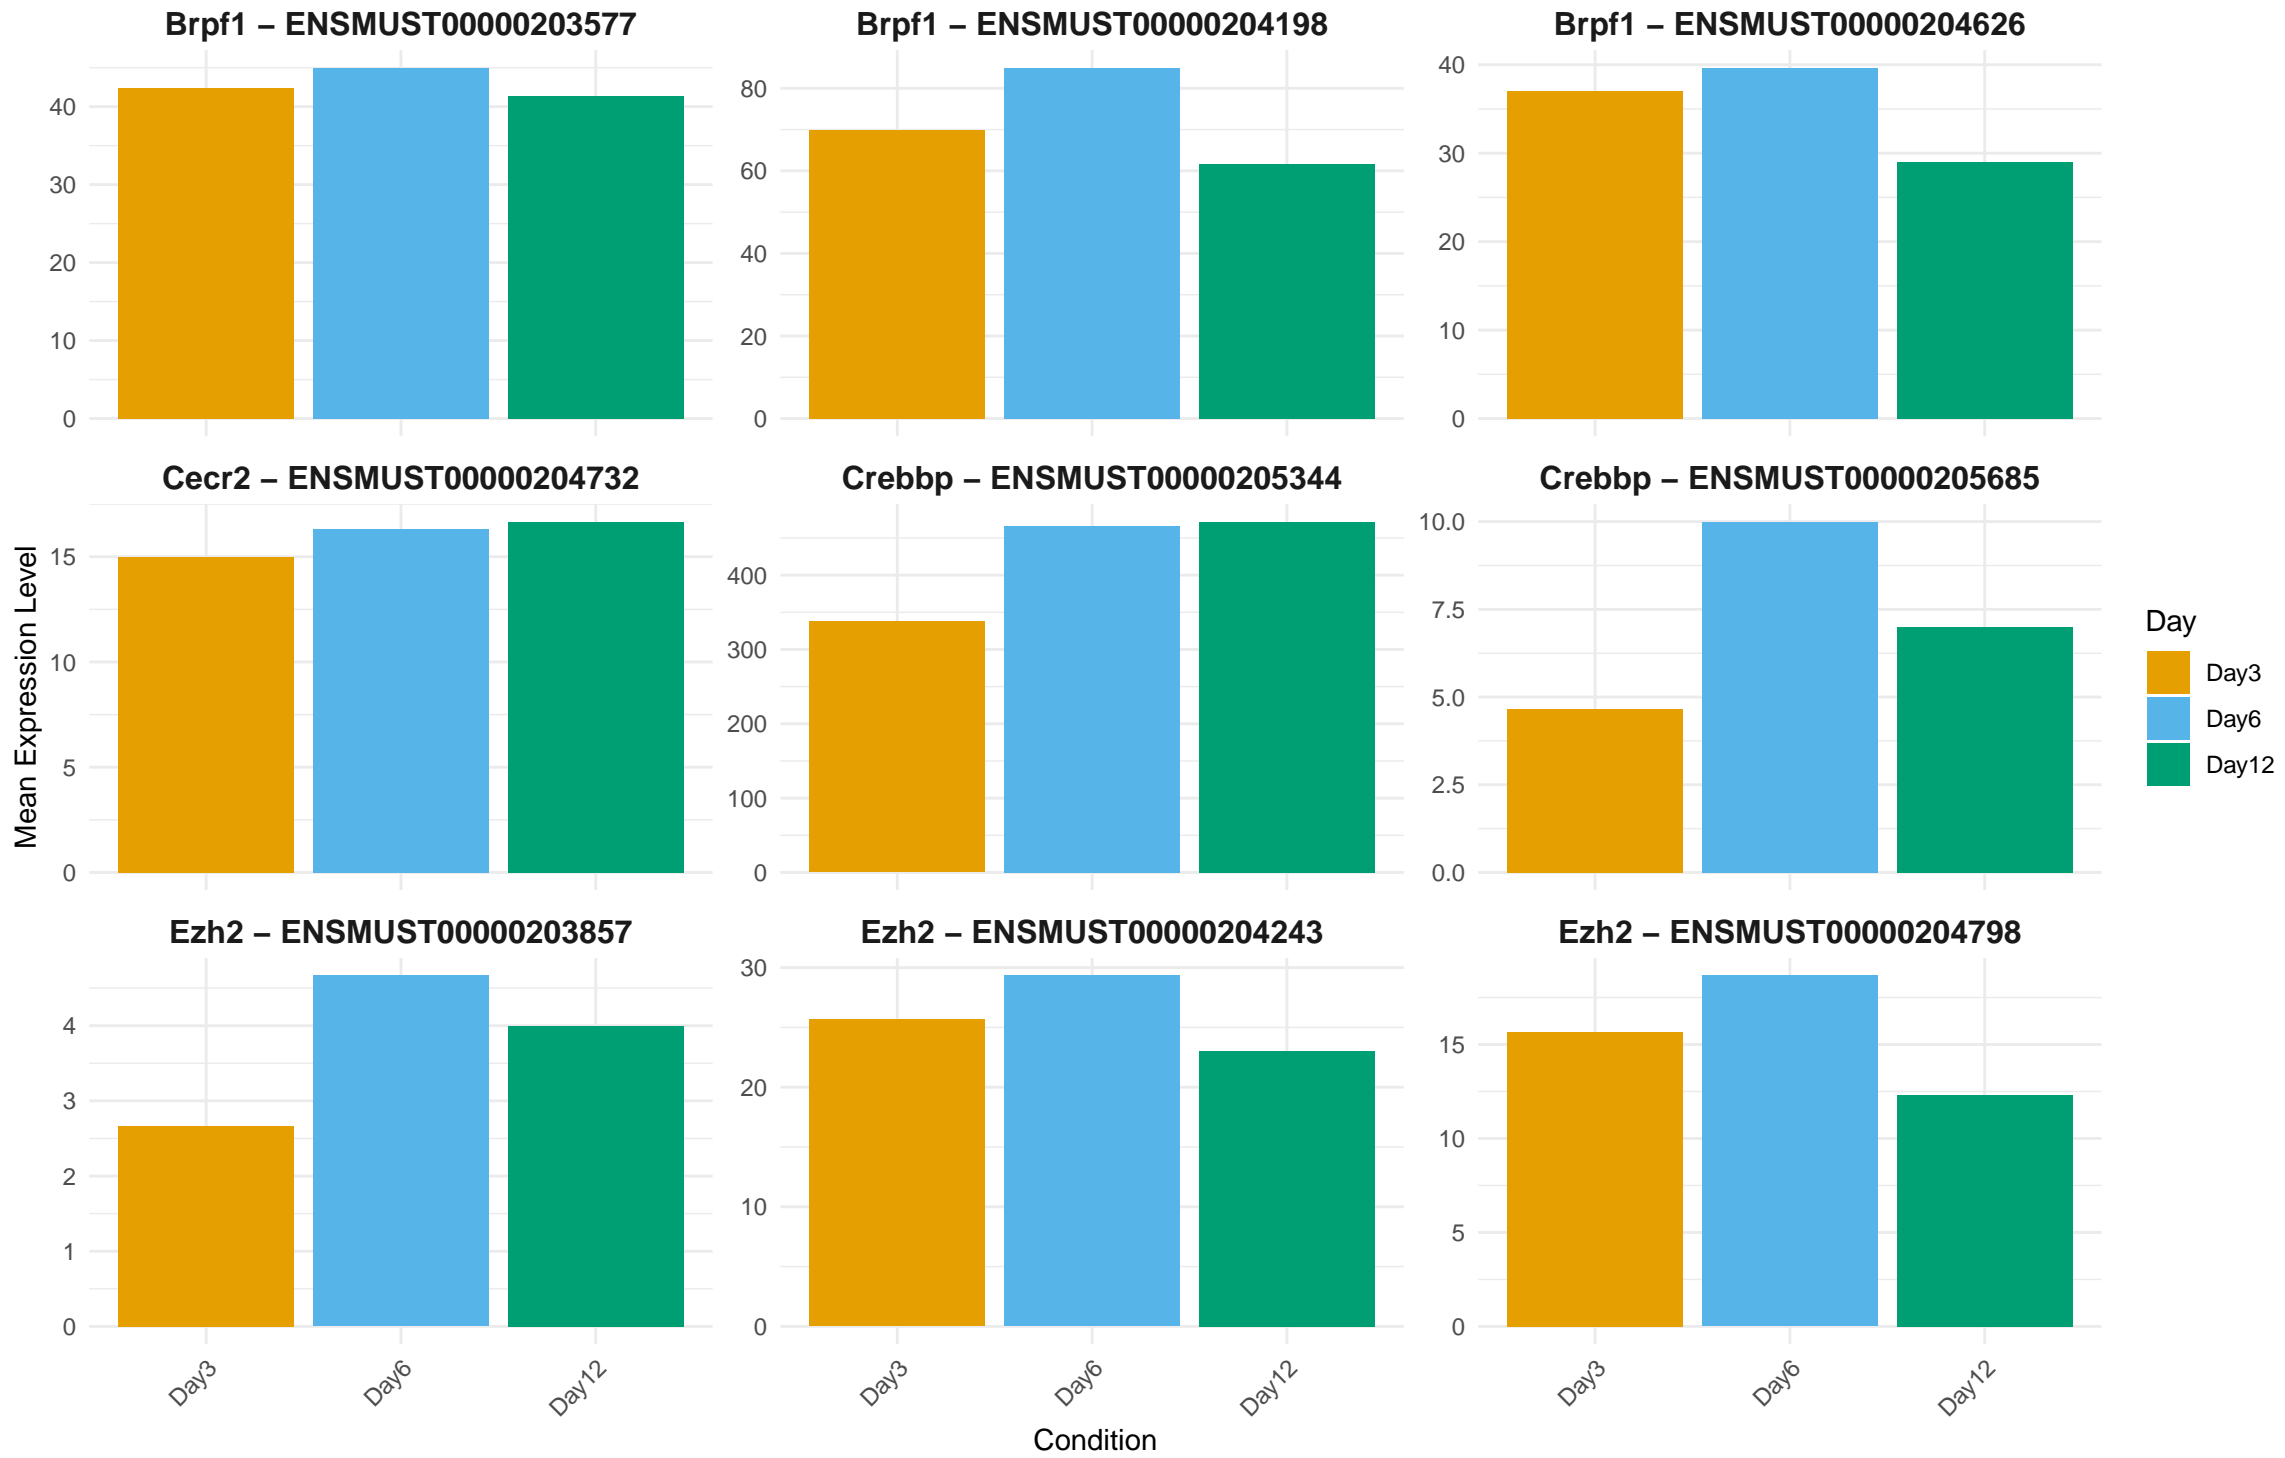 Brpf1 – ENSMUST00000203577
Brpf1 – ENSMUST00000204198
Brpf1 – ENSMUST00000204626
40
30
20
10
0
80
60
40
20
0
40
30
20
10
0
Cecr2 – ENSMUST00000204732
Crebbp – ENSMUST00000205344
Crebbp – ENSMUST00000205685
15
10
5
0
400
300
200
100
0
10.0
7.5
5.0
2.5
0.0
Mean Expression Level
Ezh2 – ENSMUST00000203857
Ezh2 – ENSMUST00000204243
Ezh2 – ENSMUST00000204798
4
3
2
1
0
30
20
10
0
15
10
5
0
Day3
Day6
Day12
Day3
Day6
Day12
Day3
Day6
Day12
Condition
Day
Day3
Day6
Day12